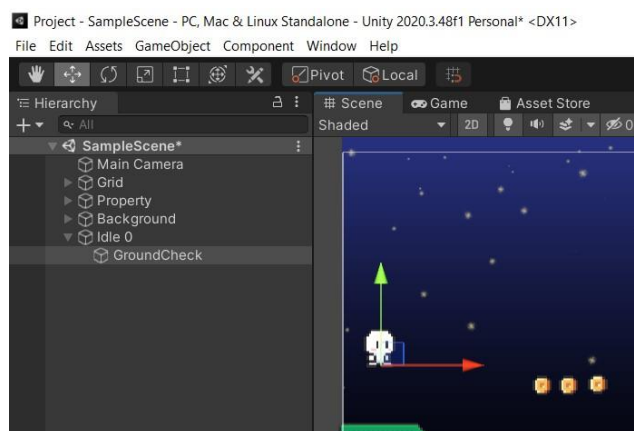 Project - SampleScene - PC, Mac & Linux Standalone - Unity 2020.3.48f1 Personal* <DX11>
File Edit Assets GameObject Component Window Help
Pivot Local
Hierarchy
Scene Game Asset Store
All
Shaded 2D 0
SampleScene*
Main Camera
Grid
Property
Background
Idle 0
GroundCheck